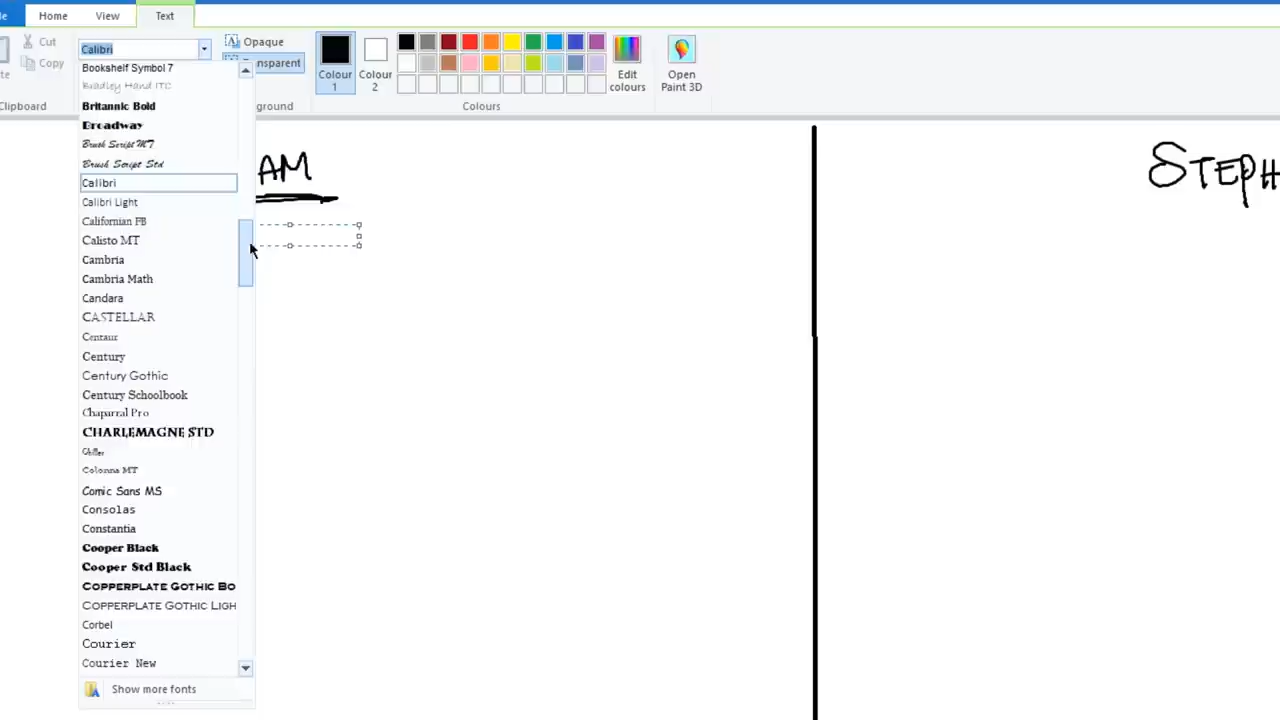 Home View Text
Cut
Copy
Clipboard
Calibri
Opaque
ground
Colour 1
Colour 2
Edit colours
Open Paint 3D
Colours
Bookshelf Symbol 7
Bradley Hand ITC
Britannic Bold
Broadway
Brush Script MT
Brush Script Std
Calibri
Calibri Light
Californian FB
Calisto MT
Cambria
Cambria Math
Candara
CASTELLAR
Centaur
Century
Century Gothic
Century Schoolbook
Chaparral Pro
CHARLEMAGNE STD
Chiller
Colonna MT
Comic Sans MS
Consolas
Constantia
Cooper Black
Cooper Std Black
COPPERPLATE GOTHIC BO
COPPERPLATE GOTHIC LIGH
Corbel
Courier
Courier New
Show more fonts
AM
STEPH